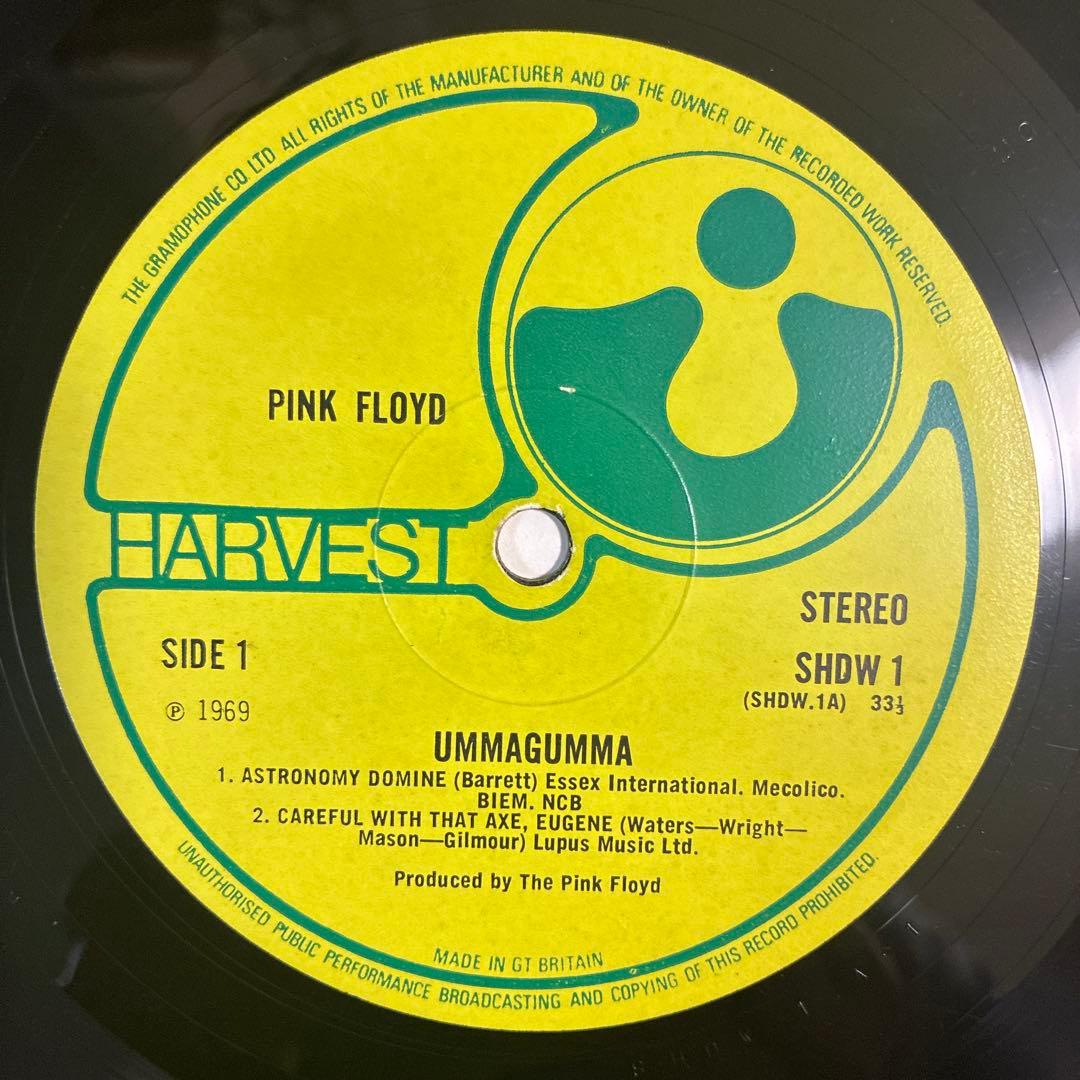 THE GRAMOPHONE CO. LTD. ALL RIGHTS OF THE MANUFACTURER AND OF THE OWNER OF THE RECORDED WORK RESERVED.
PINK FLOYD
HARVEST
STEREO
SIDE 1
SHDW 1
(SHDW.1A) 33⅓
℗ 1969
UMMAGUMMA
1. ASTRONOMY DOMINE (Barrett) Essex International. Mecolico.
BIEM. NCB
2. CAREFUL WITH THAT AXE, EUGENE (Waters—Wright—
Mason—Gilmour) Lupus Music Ltd.
Produced by The Pink Floyd
MADE IN GT BRITAIN
UNAUTHORISED PUBLIC PERFORMANCE BROADCASTING AND COPYING OF THIS RECORD PROHIBITED.